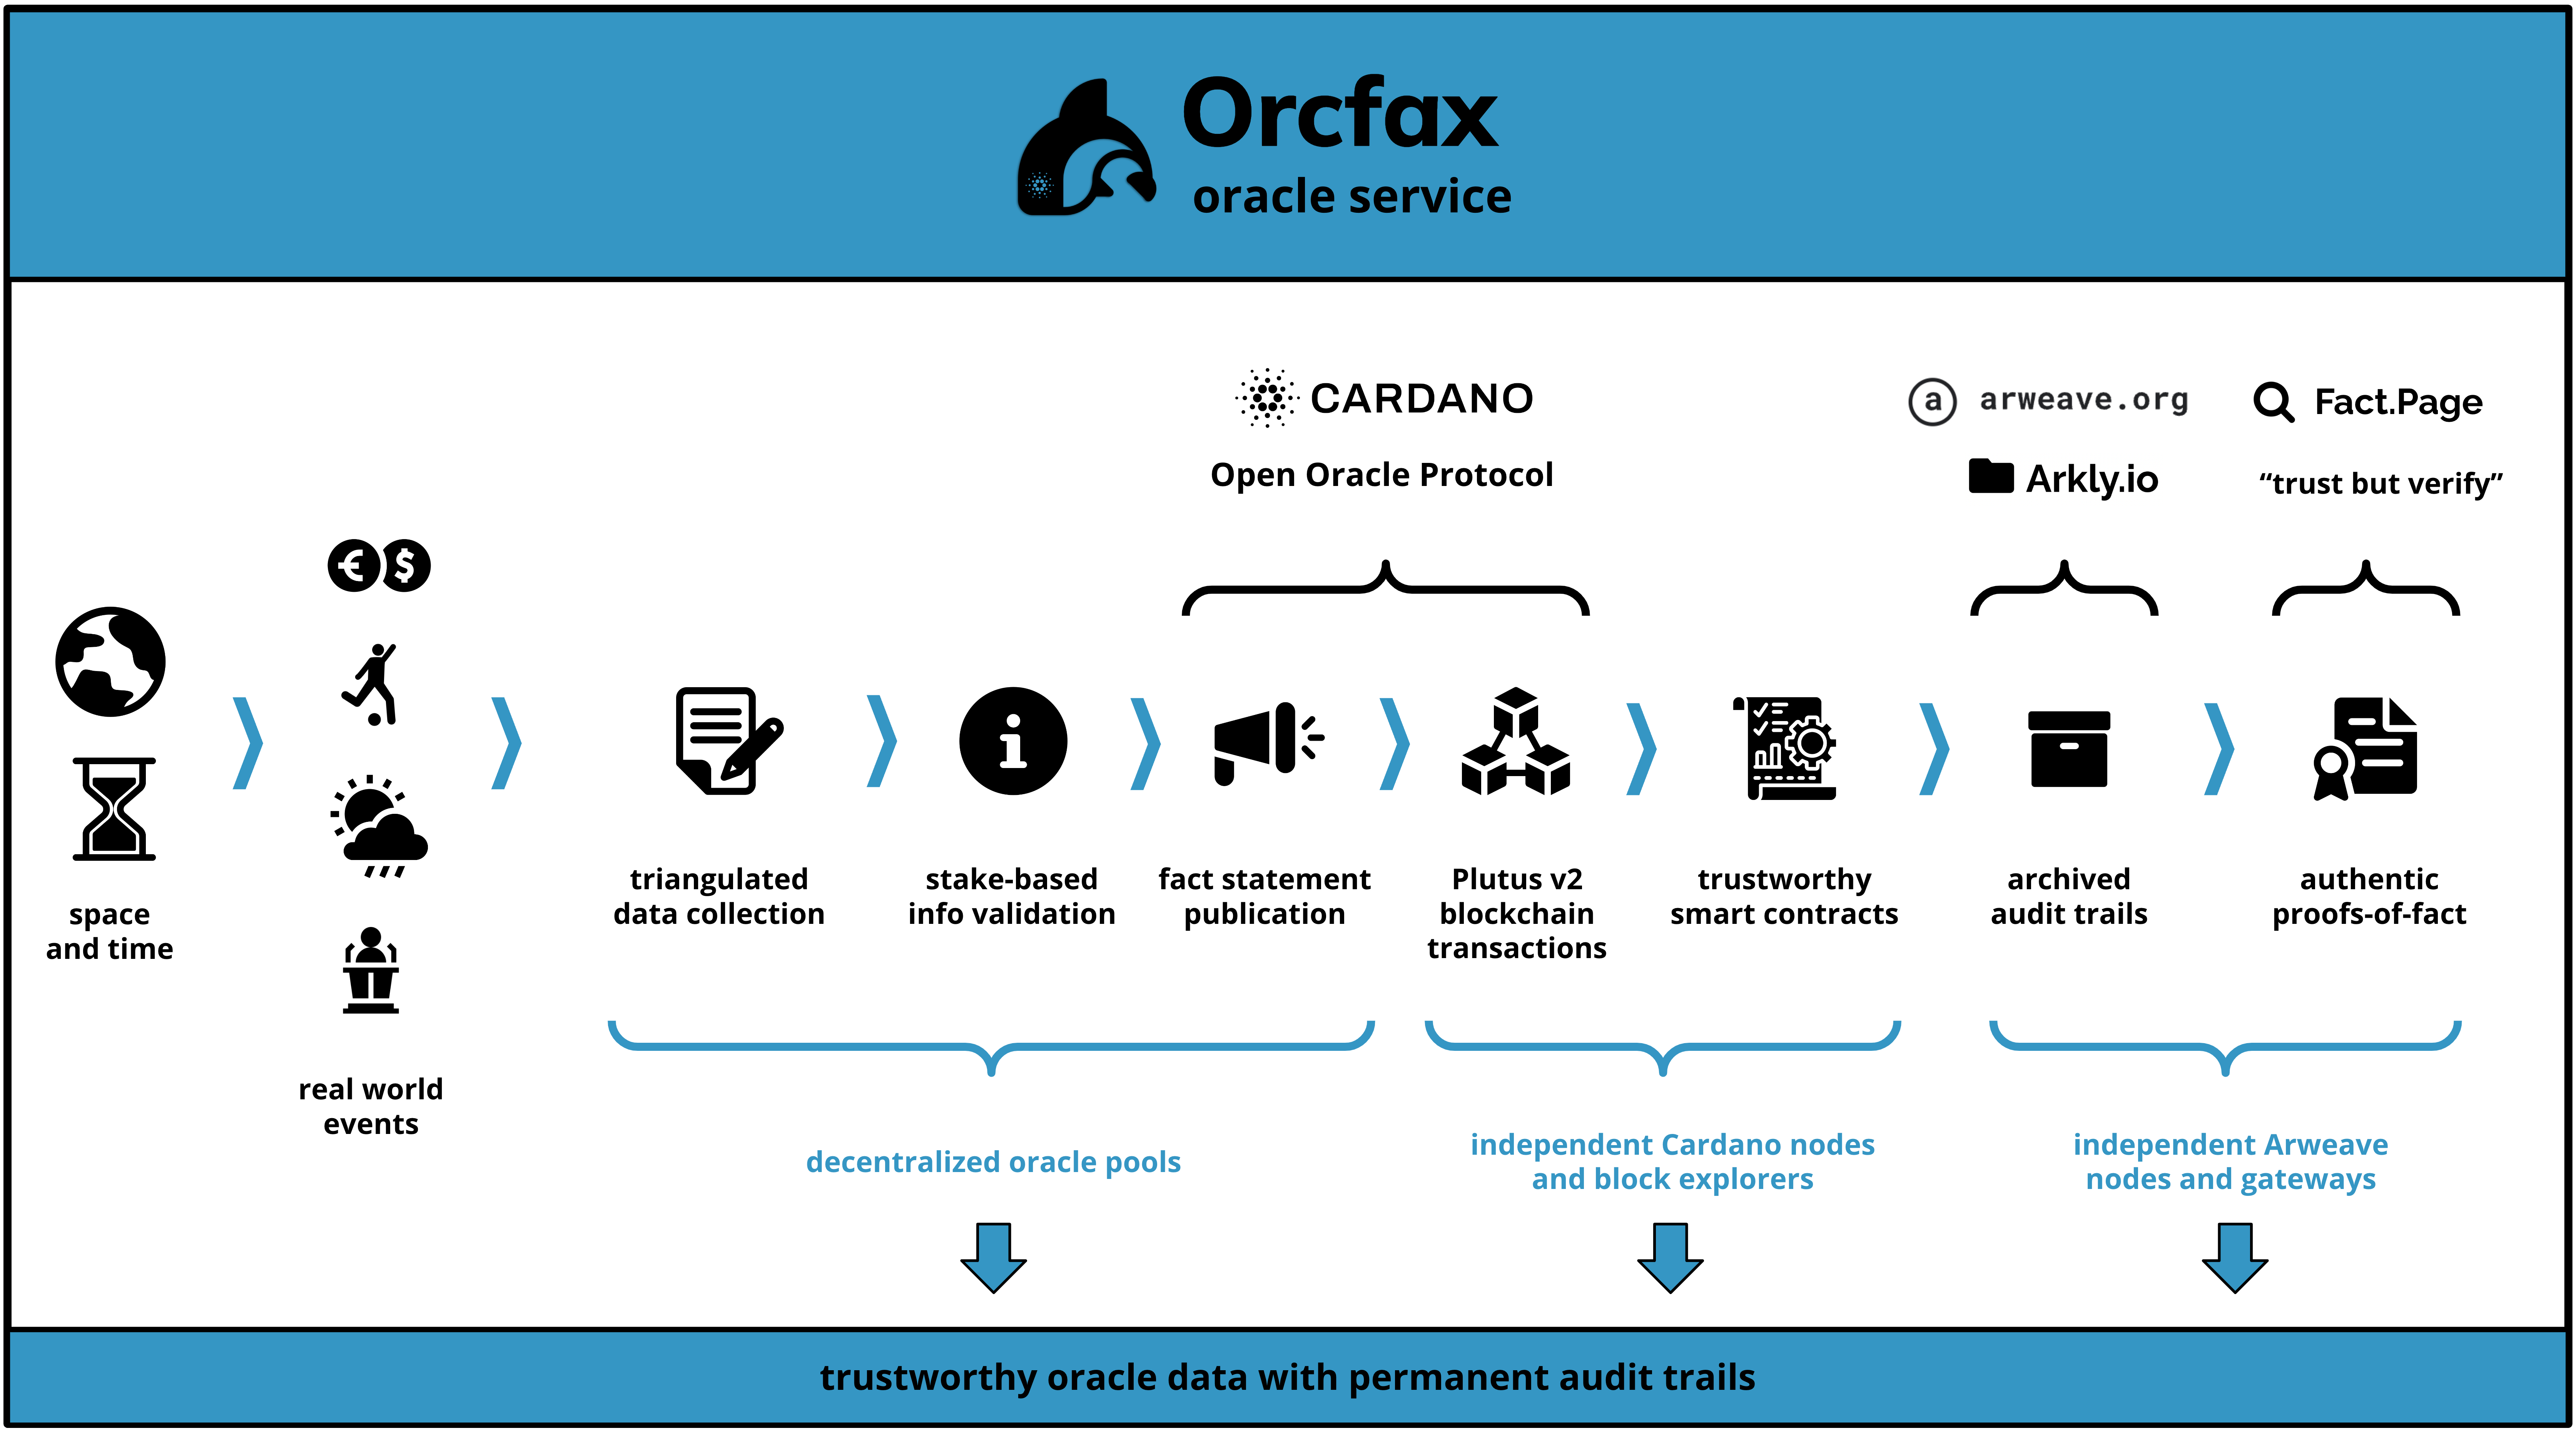 Orcfax
oracle service
CARDANO
Open Oracle Protocol
a arweave.org
Arkly.io
Fact.Page
“trust but verify”
€ $
i
space
and time
real world
events
triangulated
data collection
stake-based
info validation
fact statement
publication
Plutus v2
blockchain
transactions
trustworthy
smart contracts
archived
audit trails
authentic
proofs-of-fact
decentralized oracle pools
independent Cardano nodes
and block explorers
independent Arweave
nodes and gateways
trustworthy oracle data with permanent audit trails